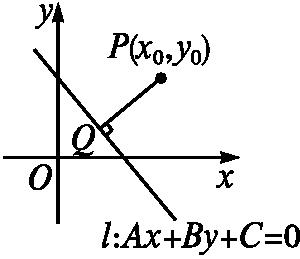 y
P(x₀,y₀)
Q
O
x
l:Ax+By+C=0